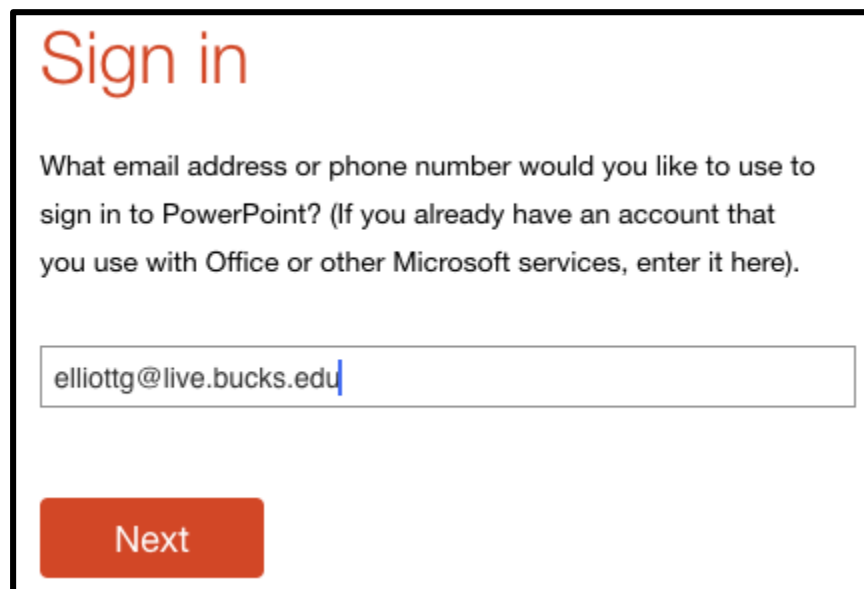 Sign in
What email address or phone number would you like to use to
sign in to PowerPoint? (If you already have an account that
you use with Office or other Microsoft services, enter it here).
elliottg@live.bucks.edu
Next